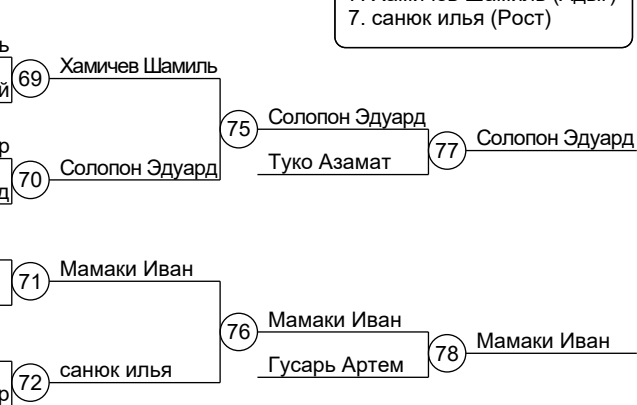 7. санюк илья (Рост)
69
Хамичев Шамиль
75
Солопон Эдуард
77
Солопон Эдуард
Туко Азамат
70
Солопон Эдуард
71
Мамаки Иван
76
Мамаки Иван
78
Мамаки Иван
Гусарь Артем
72
санюк илья